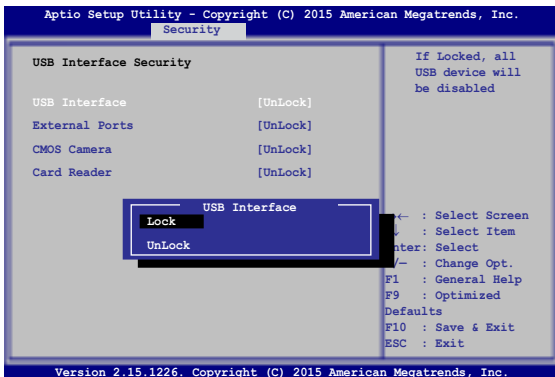 Aptio Setup Utility - Copyright (C) 2015 American Megatrends, Inc.
Security
USB Interface Security
USB Interface [UnLock]
External Ports [UnLock]
CMOS Camera [UnLock]
Card Reader [UnLock]
If Locked, all
USB device will
be disabled
USB Interface
Lock
UnLock
→← : Select Screen
↓ : Select Item
nter: Select
/— : Change Opt.
F1 : General Help
F9 : Optimized
Defaults
F10 : Save & Exit
ESC : Exit
Version 2.15.1226. Copyright (C) 2015 American Megatrends, Inc.